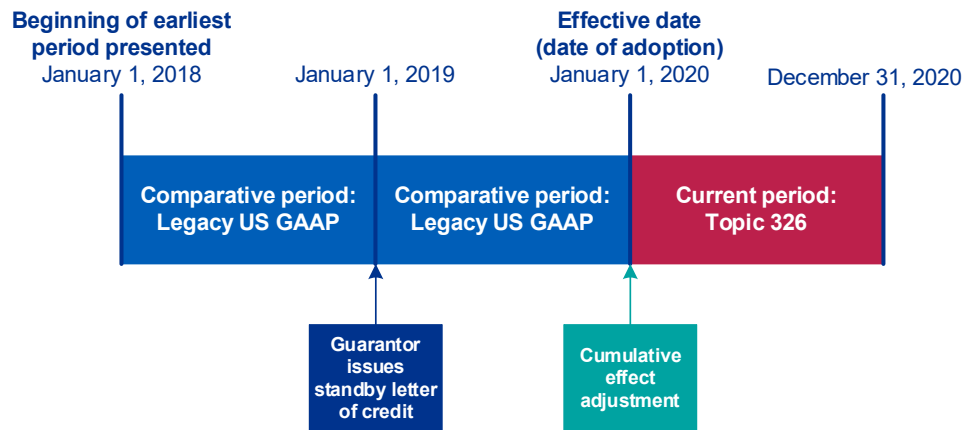 Beginning of earliest
period presented
January 1, 2018
January 1, 2019
Effective date
(date of adoption)
January 1, 2020
December 31, 2020
Comparative period:
Legacy US GAAP
Comparative period:
Legacy US GAAP
Current period:
Topic 326
Guarantor
issues
standby letter
of credit
Cumulative
effect
adjustment